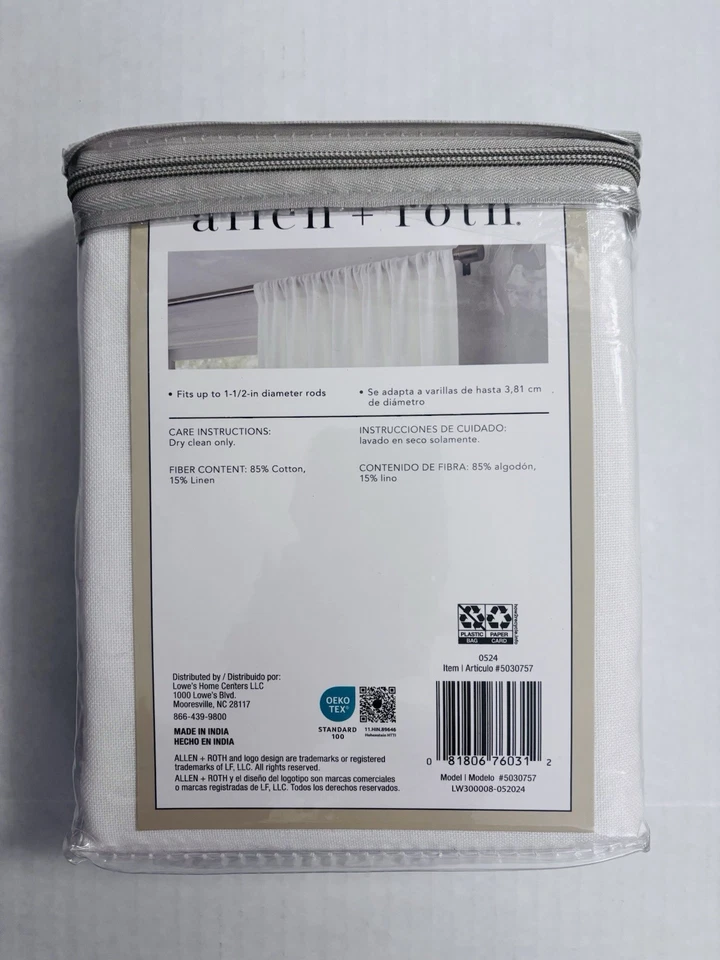 allen + roth.
• Fits up to 1-1/2-in diameter rods
• Se adapta a varillas de hasta 3,81 cm
de diámetro
CARE INSTRUCTIONS:
Dry clean only.
INSTRUCCIONES DE CUIDADO:
lavado en seco solamente.
FIBER CONTENT: 85% Cotton,
15% Linen
CONTENIDO DE FIBRA: 85% algodón,
15% lino
PLASTIC BAG
PAPER CARD
0524
Item | Artículo #5030757
Distributed by / Distribuido por:
Lowe's Home Centers LLC
1000 Lowe's Blvd.
Mooresville, NC 28117
866-439-9800
MADE IN INDIA
HECHO EN INDIA
OEKO
TEX®
STANDARD
100
11.HIN.89646
Hohenstein HTTI
ALLEN + ROTH and logo design are trademarks or registered
trademarks of LF, LLC. All rights reserved.
ALLEN + ROTH y el diseño del logotipo son marcas comerciales
o marcas registradas de LF, LLC. Todos los derechos reservados.
0 81806 76031 2
Model | Modelo #5030757
LW300008-052024